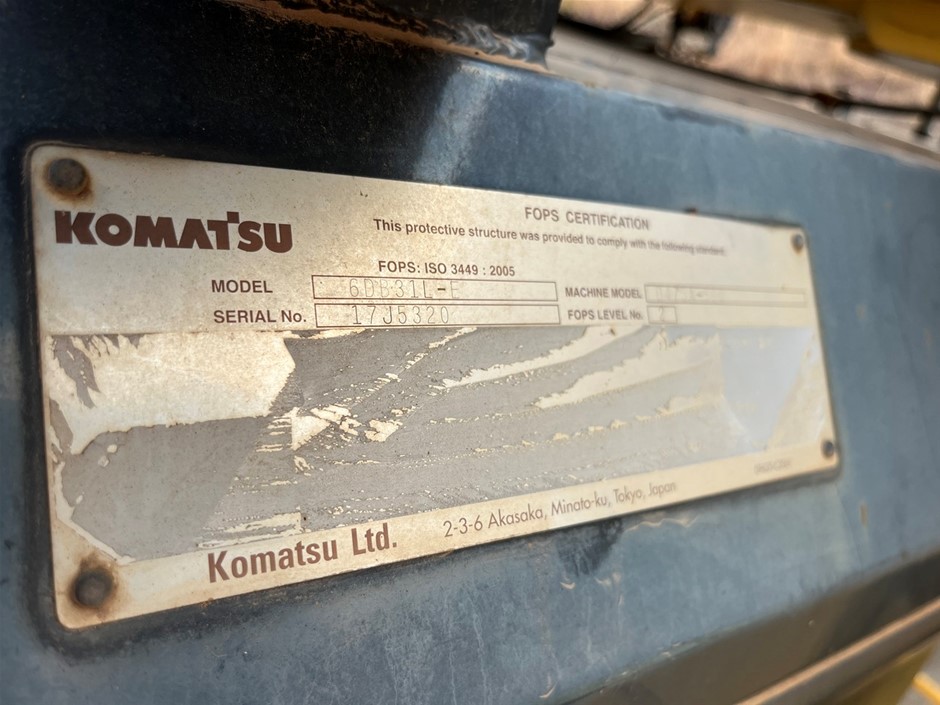 KOMATSU
FOPS CERTIFICATION
This protective structure was provided to comply with the following standard.
FOPS: ISO 3449 : 2005
MODEL 6DB31L-E MACHINE MODEL
SERIAL No. 17J5320 FOPS LEVEL No. 2
Komatsu Ltd. 2-3-6 Akasaka, Minato-ku, Tokyo, Japan